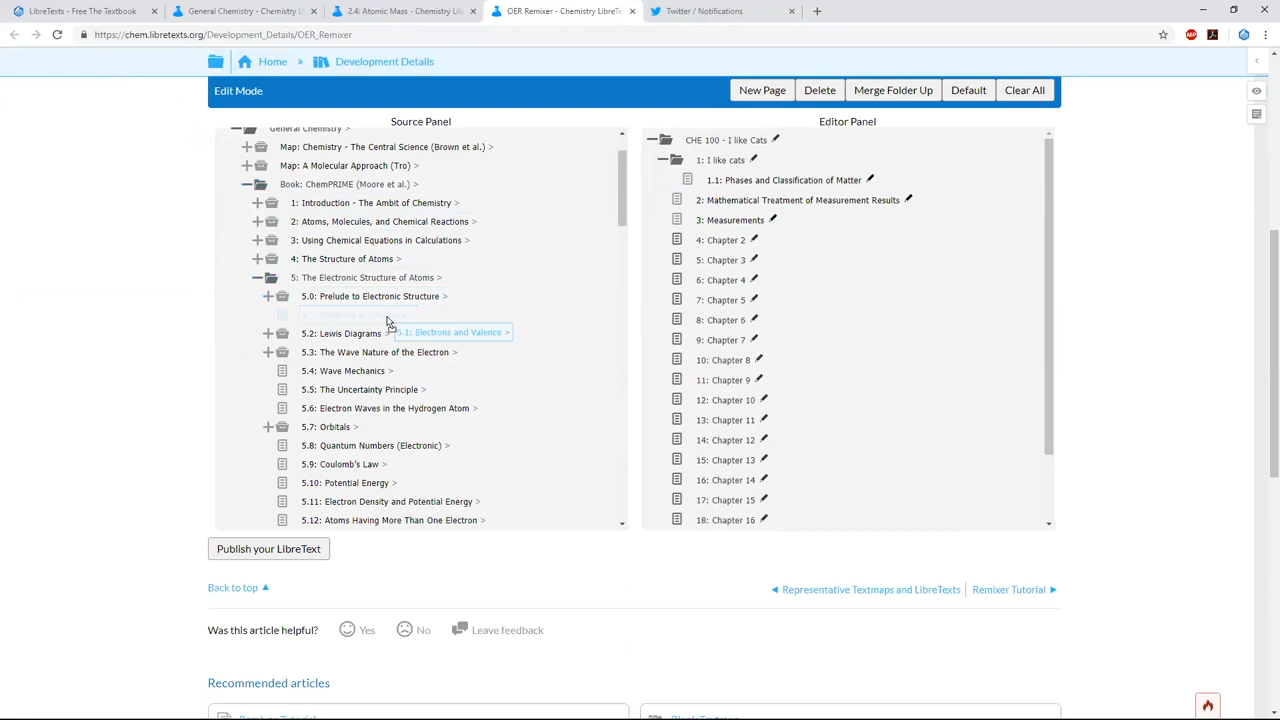 LibreTexts - Free The Textbook
General Chemistry - Chemistry L
2.4: Atomic Mass - Chemistry Lib
OER Remixer - Chemistry LibreTe
Twitter / Notifications
https://chem.libretexts.org/Development_Details/OER_Remixer
Home » Development Details
Edit Mode
New Page
Delete
Merge Folder Up
Default
Clear All
Source Panel
General Chemistry >
Map: Chemistry - The Central Science (Brown et al.) >
Map: A Molecular Approach (Tro) >
Book: ChemPRIME (Moore et al.) >
1: Introduction - The Ambit of Chemistry >
2: Atoms, Molecules, and Chemical Reactions >
3: Using Chemical Equations in Calculations >
4: The Structure of Atoms >
5: The Electronic Structure of Atoms >
5.0: Prelude to Electronic Structure >
5.1: Electrons and Valence
5.1: Electrons and Valence >
5.2: Lewis Diagrams >
5.3: The Wave Nature of the Electron >
5.4: Wave Mechanics >
5.5: The Uncertainty Principle >
5.6: Electron Waves in the Hydrogen Atom >
5.7: Orbitals >
5.8: Quantum Numbers (Electronic) >
5.9: Coulomb's Law >
5.10: Potential Energy >
5.11: Electron Density and Potential Energy >
5.12: Atoms Having More Than One Electron >
Editor Panel
CHE 100 - I like Cats
1: I like cats
1.1: Phases and Classification of Matter
2: Mathematical Treatment of Measurement Results
3: Measurements
4: Chapter 2
5: Chapter 3
6: Chapter 4
7: Chapter 5
8: Chapter 6
9: Chapter 7
10: Chapter 8
11: Chapter 9
12: Chapter 10
13: Chapter 11
14: Chapter 12
15: Chapter 13
16: Chapter 14
17: Chapter 15
18: Chapter 16
Publish your LibreText
Back to top
Representative Textmaps and LibreTexts
Remixer Tutorial
Was this article helpful?
Yes
No
Leave feedback
Recommended articles
ABP